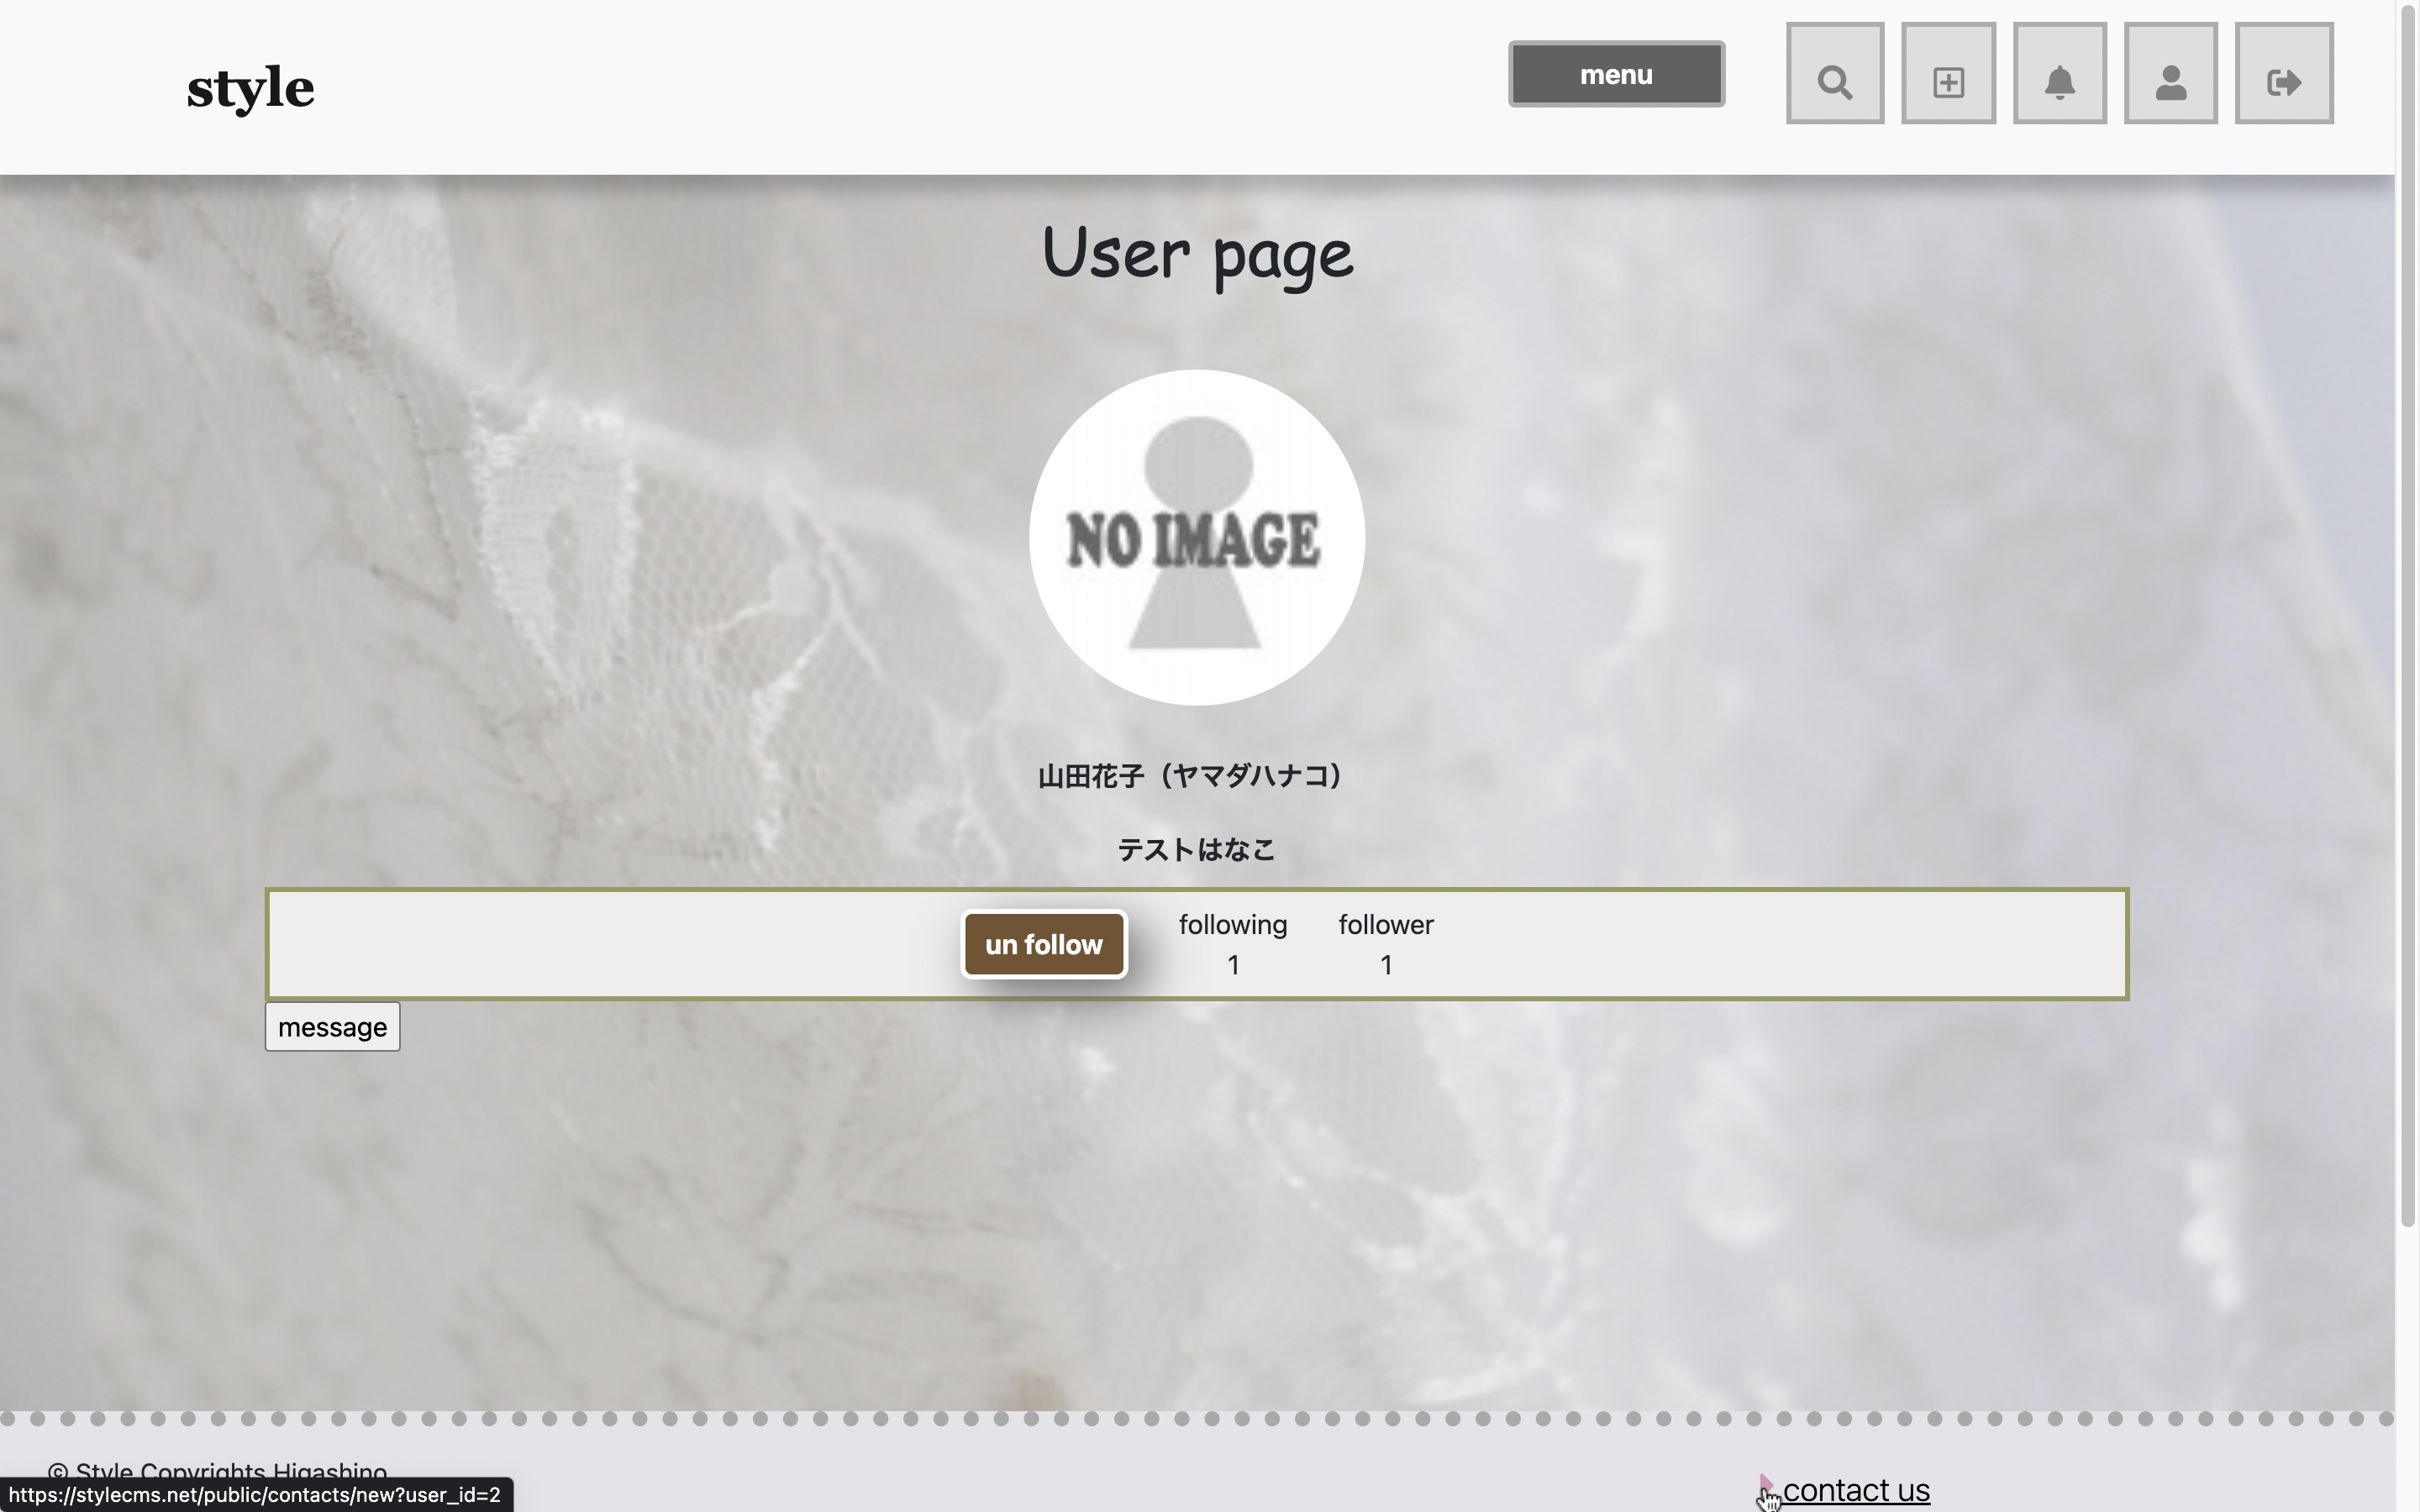 style
menu
User page
NO IMAGE
山田花子（ヤマダハナコ）
テストはなこ
un follow
following
1
follower
1
message
© Style Copyrights Higashino
contact us
https://stylecms.net/public/contacts/new?user_id=2